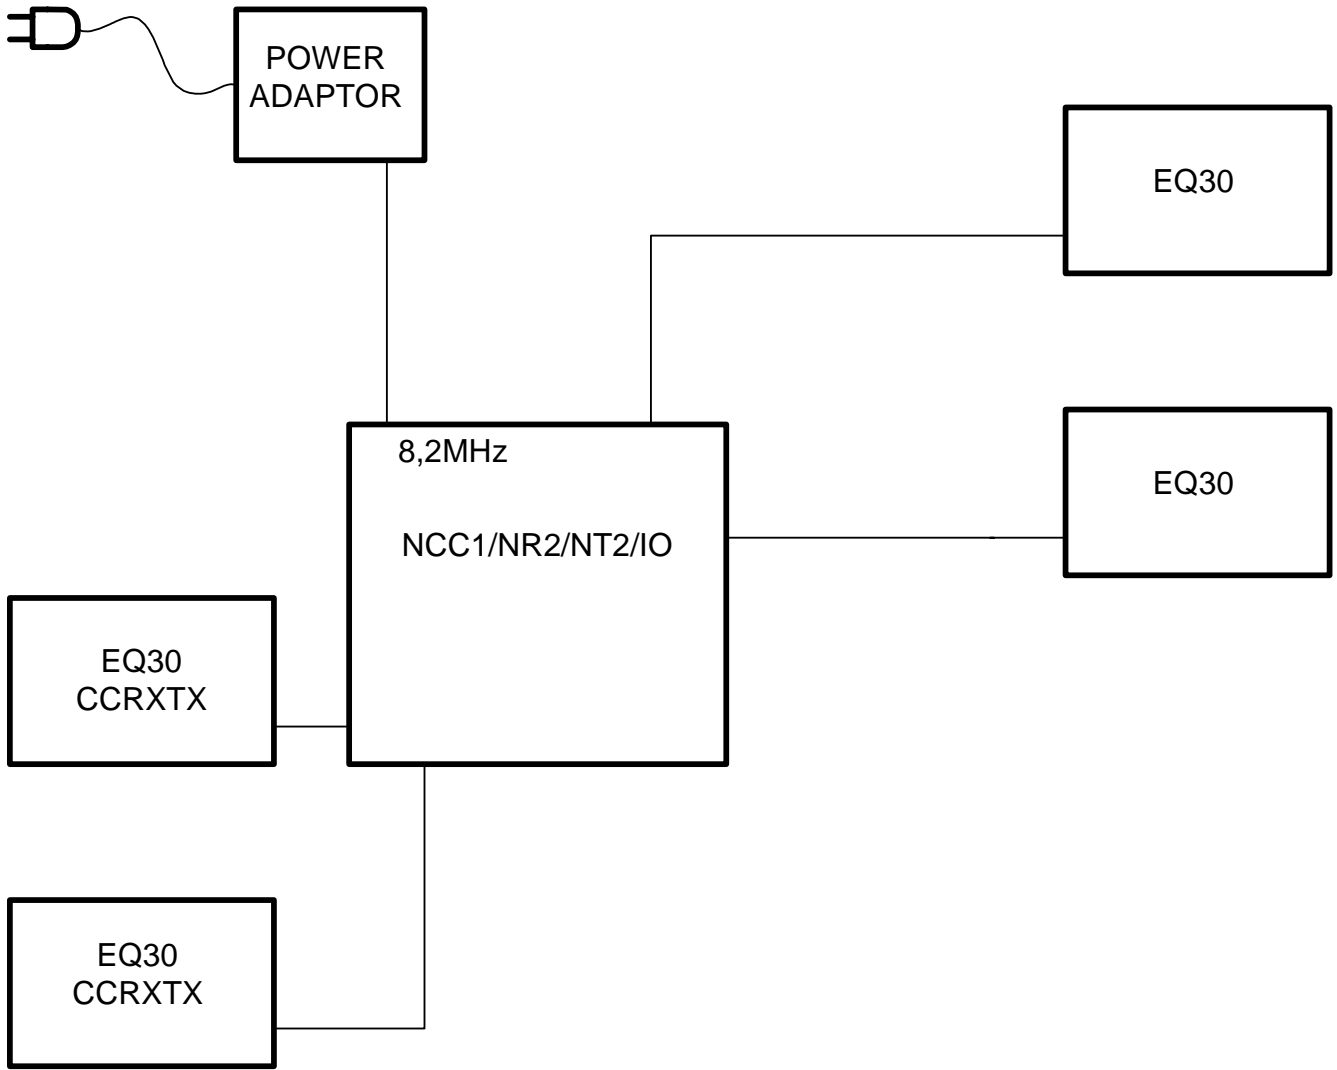 POWER
ADAPTOR
EQ30
8,2MHz
EQ30
NCC1/NR2/NT2/IO
EQ30
CCRXTX
EQ30
CCRXTX